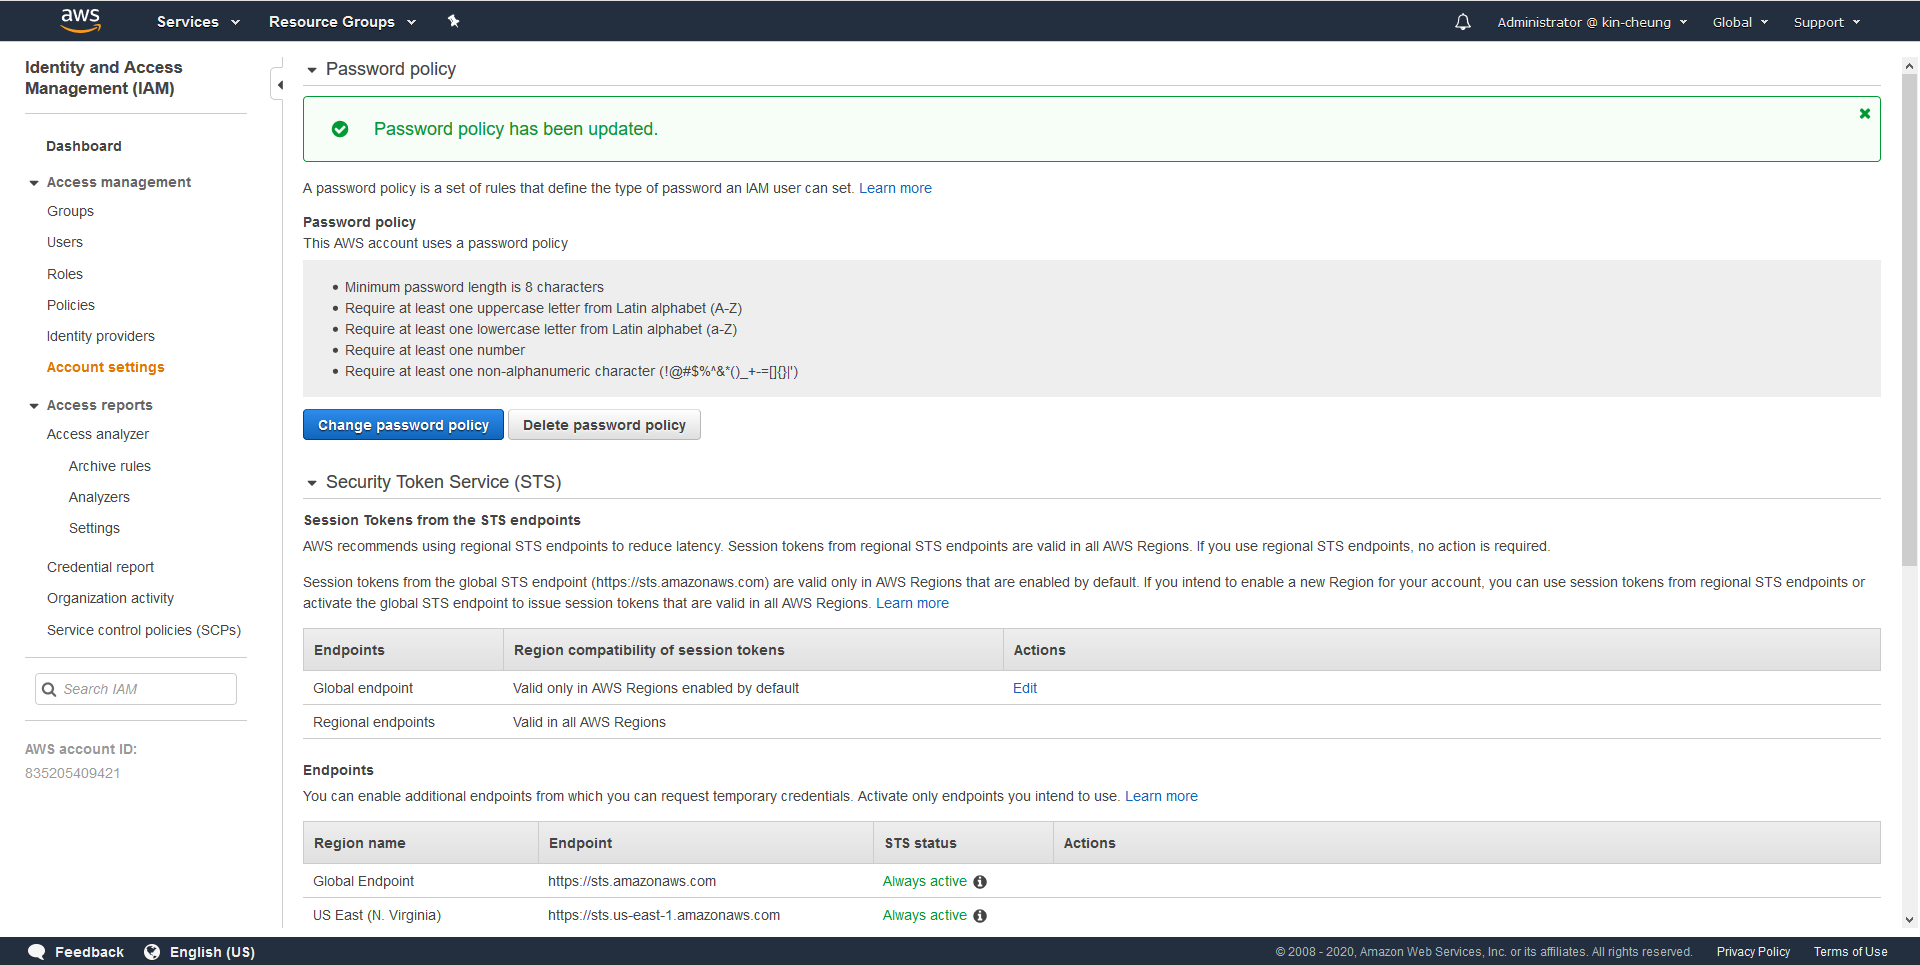 aws
Services
Resource Groups
Administrator @ kin-cheung
Global
Support
Identity and Access
Management (IAM)
Dashboard
Access management
Groups
Users
Roles
Policies
Identity providers
Account settings
Access reports
Access analyzer
Archive rules
Analyzers
Settings
Credential report
Organization activity
Service control policies (SCPs)
Search IAM
AWS account ID:
835205409421
Password policy
Password policy has been updated.
A password policy is a set of rules that define the type of password an IAM user can set. Learn more
Password policy
This AWS account uses a password policy
• Minimum password length is 8 characters
• Require at least one uppercase letter from Latin alphabet (A-Z)
• Require at least one lowercase letter from Latin alphabet (a-Z)
• Require at least one number
• Require at least one non-alphanumeric character (!@#$%^&*()_+-=[]{}|')
Change password policy
Delete password policy
Security Token Service (STS)
Session Tokens from the STS endpoints
AWS recommends using regional STS endpoints to reduce latency. Session tokens from regional STS endpoints are valid in all AWS Regions. If you use regional STS endpoints, no action is required.
Session tokens from the global STS endpoint (https://sts.amazonaws.com) are valid only in AWS Regions that are enabled by default. If you intend to enable a new Region for your account, you can use session tokens from regional STS endpoints or
activate the global STS endpoint to issue session tokens that are valid in all AWS Regions. Learn more
Endpoints Region compatibility of session tokens Actions
Global endpoint Valid only in AWS Regions enabled by default Edit
Regional endpoints Valid in all AWS Regions
Endpoints
You can enable additional endpoints from which you can request temporary credentials. Activate only endpoints you intend to use. Learn more
Region name Endpoint STS status Actions
Global Endpoint https://sts.amazonaws.com Always active
US East (N. Virginia) https://sts.us-east-1.amazonaws.com Always active
Feedback
English (US)
© 2008 - 2020, Amazon Web Services, Inc. or its affiliates. All rights reserved.
Privacy Policy
Terms of Use